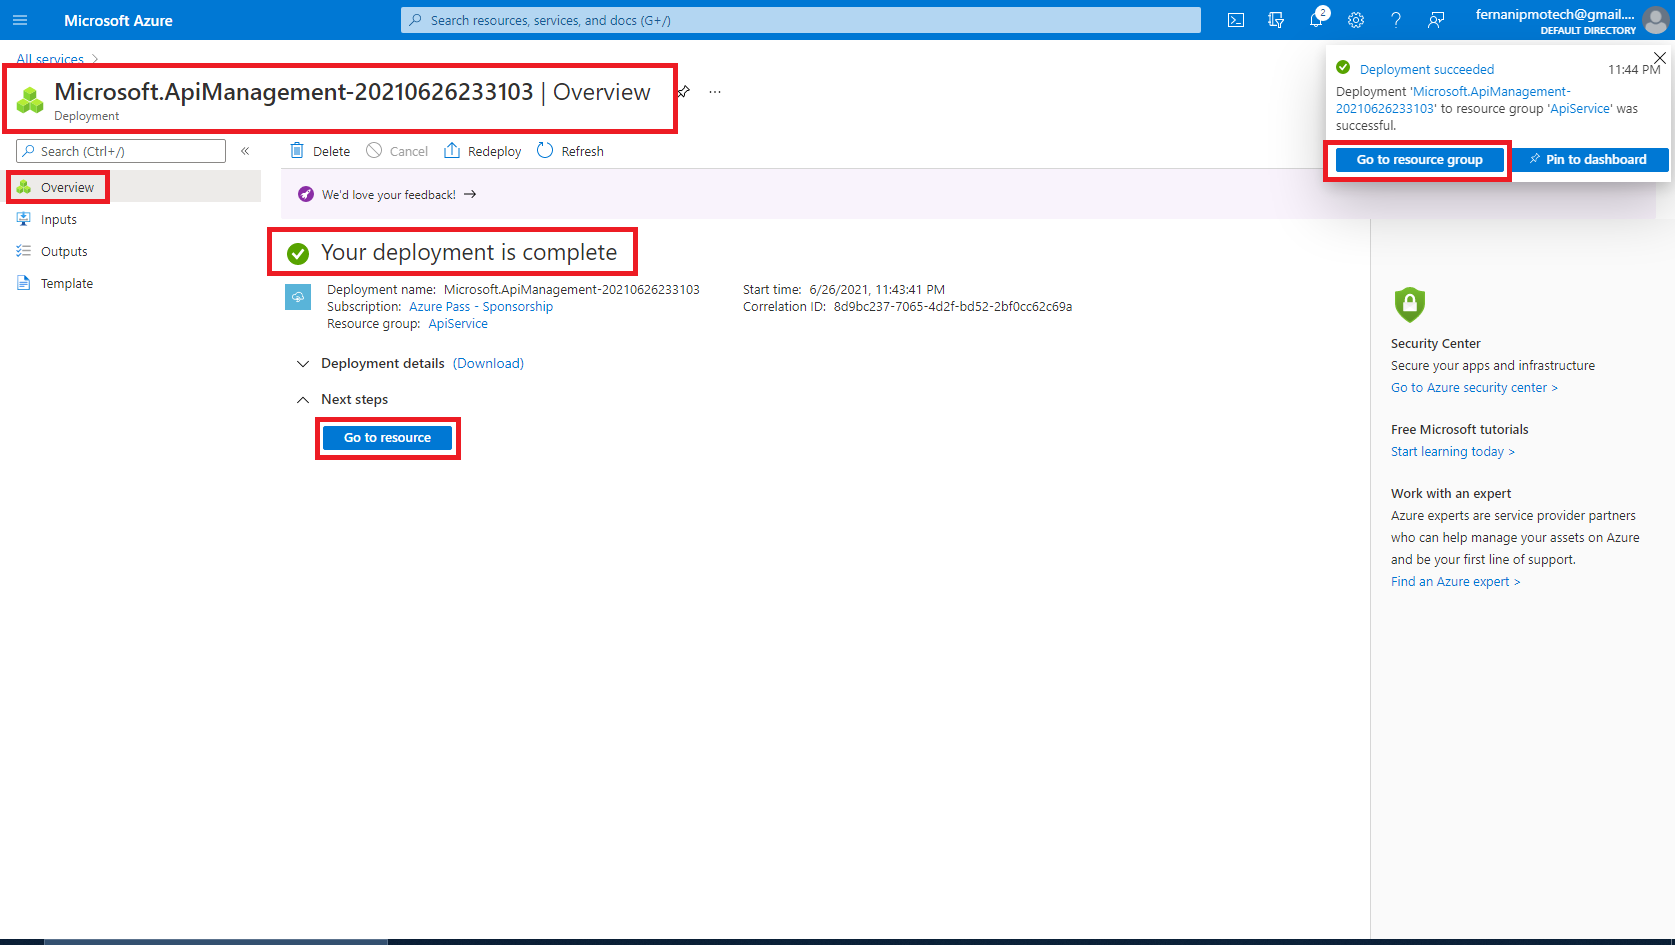 Microsoft Azure
Search resources, services, and docs (G+/)
2
fernanipmotech@gmail....
DEFAULT DIRECTORY
All services >
Microsoft.ApiManagement-20210626233103 | Overview
Deployment
...
Search (Ctrl+/)
«
Overview
Inputs
Outputs
Template
Delete
Cancel
Redeploy
Refresh
We'd love your feedback! →
Your deployment is complete
Deployment name: Microsoft.ApiManagement-20210626233103
Subscription: Azure Pass - Sponsorship
Resource group: ApiService
Start time: 6/26/2021, 11:43:41 PM
Correlation ID: 8d9bc237-7065-4d2f-bd52-2bf0cc62c69a
Deployment details (Download)
Next steps
Go to resource
Deployment succeeded 11:44 PM
Deployment 'Microsoft.ApiManagement-
20210626233103' to resource group 'ApiService' was
successful.
Go to resource group
Pin to dashboard
Security Center
Secure your apps and infrastructure
Go to Azure security center >
Free Microsoft tutorials
Start learning today >
Work with an expert
Azure experts are service provider partners
who can help manage your assets on Azure
and be your first line of support.
Find an Azure expert >